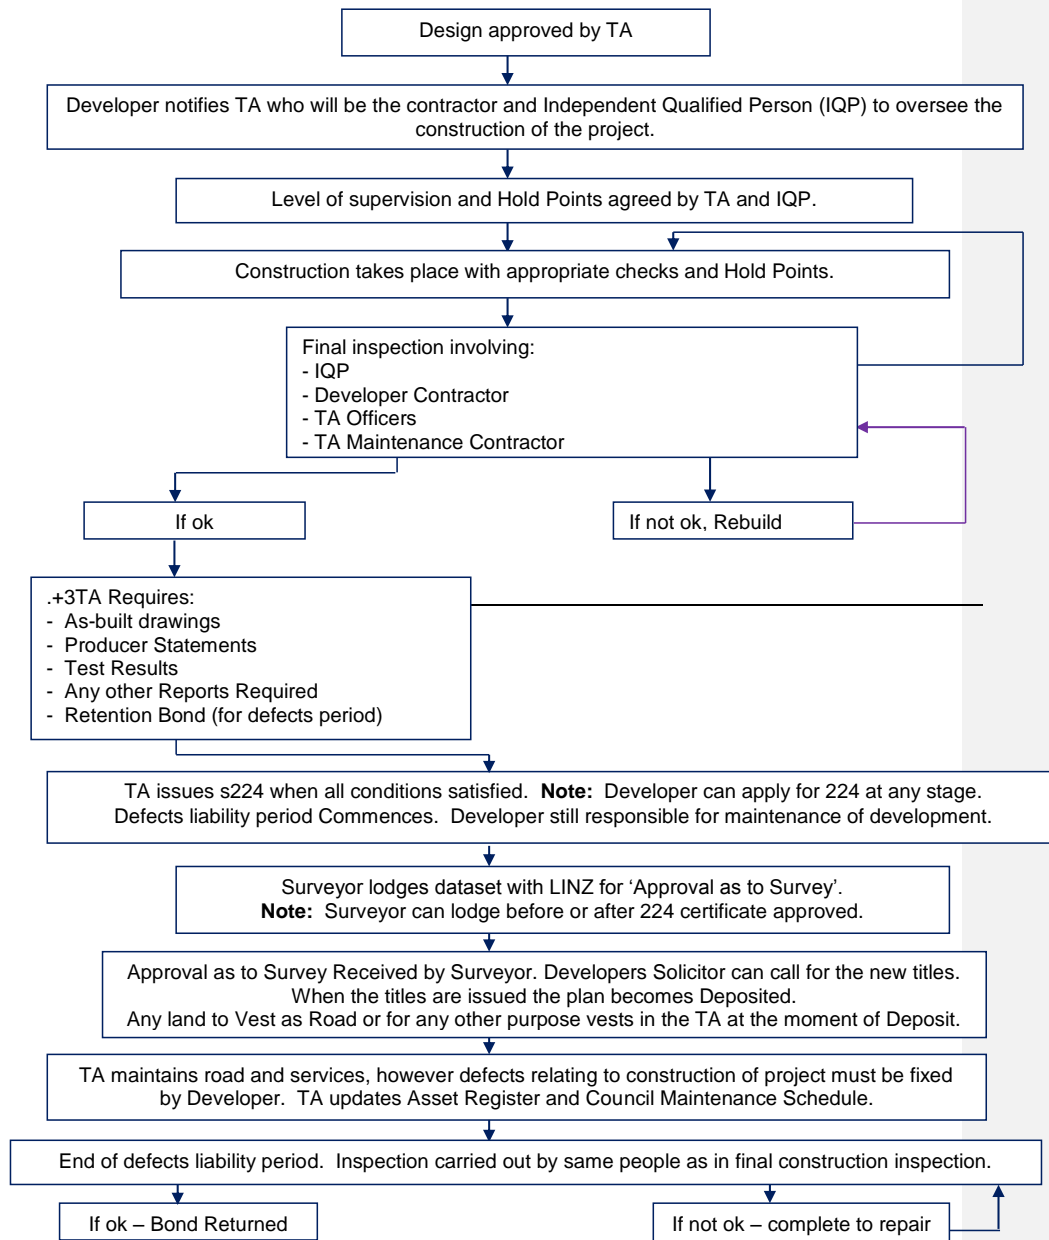 Design approved by TA
Developer notifies TA who will be the contractor and Independent Qualified Person (IQP) to oversee the
construction of the project.
Level of supervision and Hold Points agreed by TA and IQP.
Construction takes place with appropriate checks and Hold Points.
Final inspection involving:
- IQP
- Developer Contractor
- TA Officers
- TA Maintenance Contractor
If ok
If not ok, Rebuild
.+3TA Requires:
- As-built drawings
- Producer Statements
- Test Results
- Any other Reports Required
- Retention Bond (for defects period)
TA issues s224 when all conditions satisfied. Note: Developer can apply for 224 at any stage.
Defects liability period Commences. Developer still responsible for maintenance of development.
Surveyor lodges dataset with LINZ for ‘Approval as to Survey’.
Note: Surveyor can lodge before or after 224 certificate approved.
Approval as to Survey Received by Surveyor. Developers Solicitor can call for the new titles.
When the titles are issued the plan becomes Deposited.
Any land to Vest as Road or for any other purpose vests in the TA at the moment of Deposit.
TA maintains road and services, however defects relating to construction of project must be fixed
by Developer. TA updates Asset Register and Council Maintenance Schedule.
End of defects liability period. Inspection carried out by same people as in final construction inspection.
If ok – Bond Returned
If not ok – complete to repair